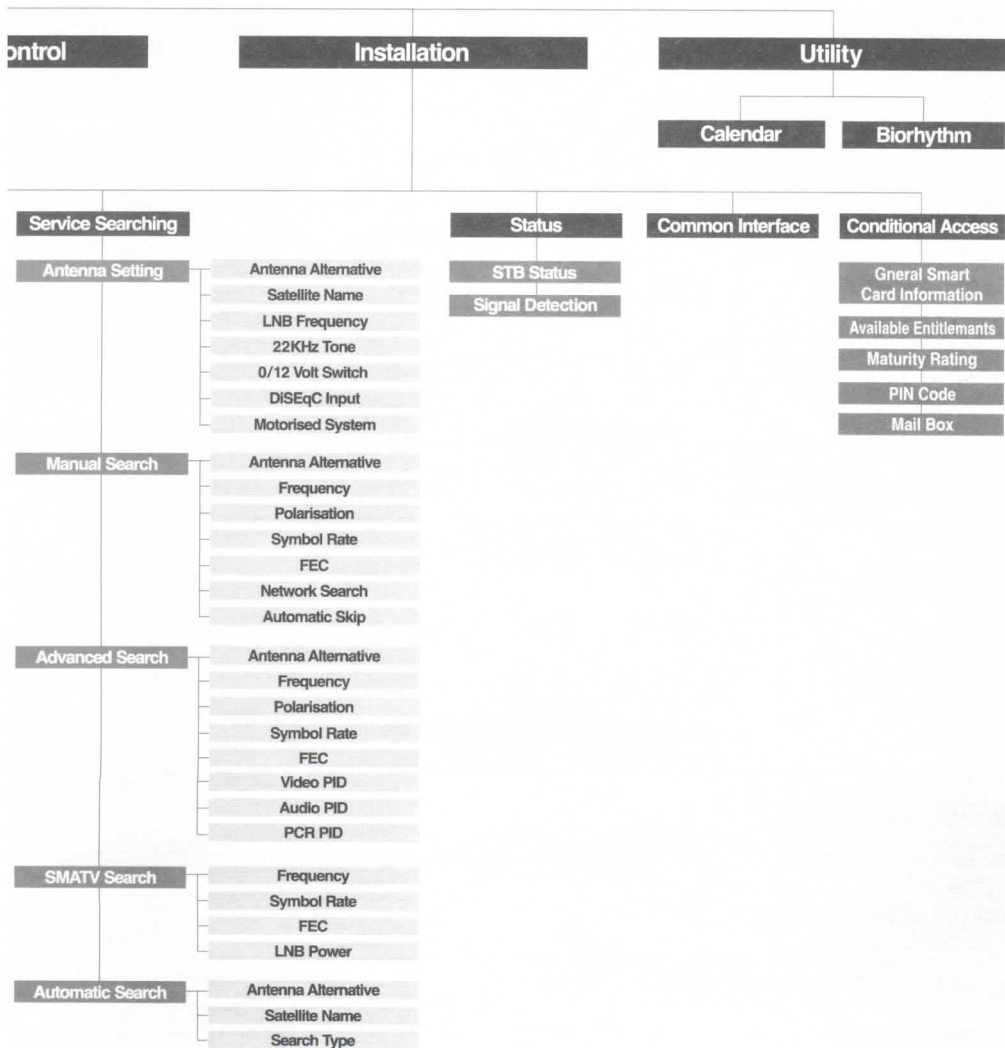 ontrol
Installation
Utility
Calendar
Biorhythm
Service Searching
Status
Common Interface
Conditional Access
Antenna Setting
Antenna Alternative
Satellite Name
LNB Frequency
22KHz Tone
0/12 Volt Switch
DiSEqC Input
Motorised System
STB Status
Signal Detection
Gneral Smart
Card Information
Available Entitlemants
Maturity Rating
PIN Code
Mail Box
Manual Search
Antenna Alternative
Frequency
Polarisation
Symbol Rate
FEC
Network Search
Automatic Skip
Advanced Search
Antenna Alternative
Frequency
Polarisation
Symbol Rate
FEC
Video PID
Audio PID
PCR PID
SMATV Search
Frequency
Symbol Rate
FEC
LNB Power
Automatic Search
Antenna Alternative
Satellite Name
Search Type